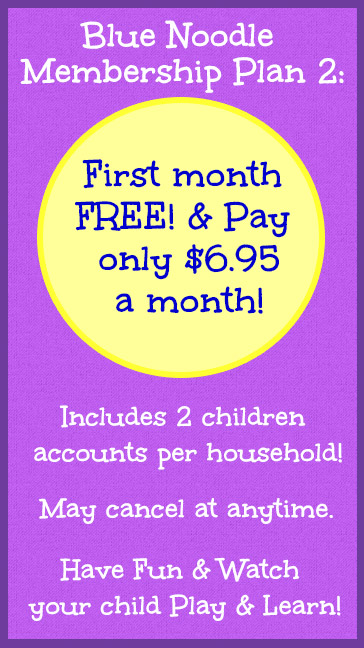 Blue Noodle
Membership Plan 2:
First month
FREE! & Pay
only $6.95
a month!
Includes 2 children
accounts per household!
May cancel at anytime.
Have Fun & Watch
your child Play & Learn!